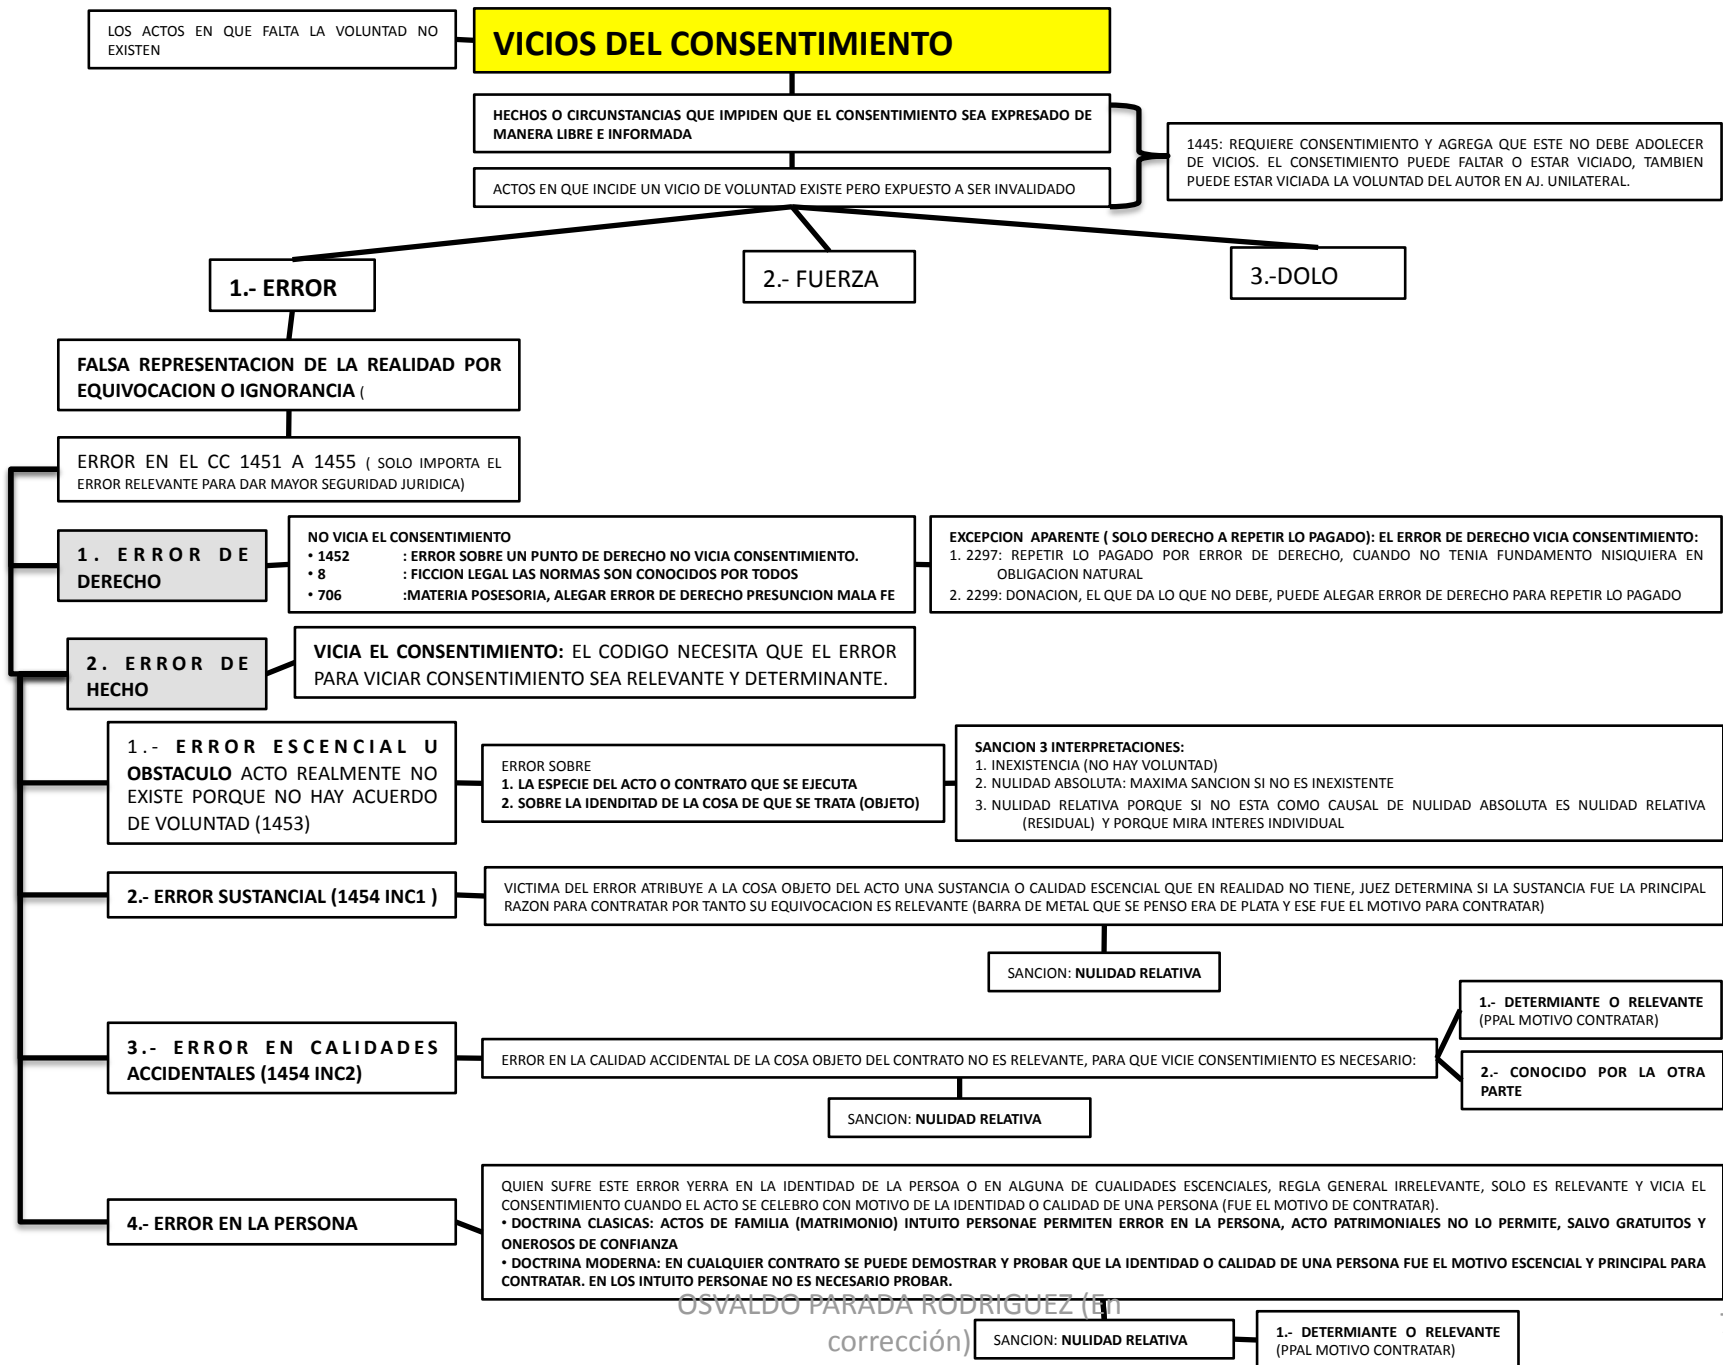 LOS ACTOS EN QUE FALTA LA VOLUNTAD NO
EXISTEN
VICIOS DEL CONSENTIMIENTO
HECHOS O CIRCUNSTANCIAS QUE IMPIDEN QUE EL CONSENTIMIENTO SEA EXPRESADO DE
MANERA LIBRE E INFORMADA
ACTOS EN QUE INCIDE UN VICIO DE VOLUNTAD EXISTE PERO EXPUESTO A SER INVALIDADO
1445: REQUIERE CONSENTIMIENTO Y AGREGA QUE ESTE NO DEBE ADOLECER
DE VICIOS. EL CONSETIMIENTO PUEDE FALTAR O ESTAR VICIADO, TAMBIEN
PUEDE ESTAR VICIADA LA VOLUNTAD DEL AUTOR EN AJ. UNILATERAL.
1.- ERROR
2.- FUERZA
3.-DOLO
FALSA REPRESENTACION DE LA REALIDAD POR
EQUIVOCACION O IGNORANCIA (
ERROR EN EL CC 1451 A 1455 ( SOLO IMPORTA EL
ERROR RELEVANTE PARA DAR MAYOR SEGURIDAD JURIDICA)
1. ERROR DE
DERECHO
NO VICIA EL CONSENTIMIENTO
• 1452 : ERROR SOBRE UN PUNTO DE DERECHO NO VICIA CONSENTIMIENTO.
• 8 : FICCION LEGAL LAS NORMAS SON CONOCIDOS POR TODOS
• 706 :MATERIA POSESORIA, ALEGAR ERROR DE DERECHO PRESUNCION MALA FE
EXCEPCION APARENTE ( SOLO DERECHO A REPETIR LO PAGADO): EL ERROR DE DERECHO VICIA CONSENTIMIENTO:
1. 2297: REPETIR LO PAGADO POR ERROR DE DERECHO, CUANDO NO TENIA FUNDAMENTO NISIQUIERA EN
OBLIGACION NATURAL
2. 2299: DONACION, EL QUE DA LO QUE NO DEBE, PUEDE ALEGAR ERROR DE DERECHO PARA REPETIR LO PAGADO
2. ERROR DE
HECHO
VICIA EL CONSENTIMIENTO: EL CODIGO NECESITA QUE EL ERROR
PARA VICIAR CONSENTIMIENTO SEA RELEVANTE Y DETERMINANTE.
1.- ERROR ESCENCIAL U
OBSTACULO ACTO REALMENTE NO
EXISTE PORQUE NO HAY ACUERDO
DE VOLUNTAD (1453)
ERROR SOBRE
1. LA ESPECIE DEL ACTO O CONTRATO QUE SE EJECUTA
2. SOBRE LA IDENDITAD DE LA COSA DE QUE SE TRATA (OBJETO)
SANCION 3 INTERPRETACIONES:
1. INEXISTENCIA (NO HAY VOLUNTAD)
2. NULIDAD ABSOLUTA: MAXIMA SANCION SI NO ES INEXISTENTE
3. NULIDAD RELATIVA PORQUE SI NO ESTA COMO CAUSAL DE NULIDAD ABSOLUTA ES NULIDAD RELATIVA
(RESIDUAL) Y PORQUE MIRA INTERES INDIVIDUAL
2.- ERROR SUSTANCIAL (1454 INC1 )
VICTIMA DEL ERROR ATRIBUYE A LA COSA OBJETO DEL ACTO UNA SUSTANCIA O CALIDAD ESCENCIAL QUE EN REALIDAD NO TIENE, JUEZ DETERMINA SI LA SUSTANCIA FUE LA PRINCIPAL
RAZON PARA CONTRATAR POR TANTO SU EQUIVOCACION ES RELEVANTE (BARRA DE METAL QUE SE PENSO ERA DE PLATA Y ESE FUE EL MOTIVO PARA CONTRATAR)
SANCION: NULIDAD RELATIVA
3.- ERROR EN CALIDADES
ACCIDENTALES (1454 INC2)
ERROR EN LA CALIDAD ACCIDENTAL DE LA COSA OBJETO DEL CONTRATO NO ES RELEVANTE, PARA QUE VICIE CONSENTIMIENTO ES NECESARIO:
1.- DETERMIANTE O RELEVANTE
(PPAL MOTIVO CONTRATAR)
2.- CONOCIDO POR LA OTRA
PARTE
SANCION: NULIDAD RELATIVA
4.- ERROR EN LA PERSONA
QUIEN SUFRE ESTE ERROR YERRA EN LA IDENTIDAD DE LA PERSOA O EN ALGUNA DE CUALIDADES ESCENCIALES, REGLA GENERAL IRRELEVANTE, SOLO ES RELEVANTE Y VICIA EL
CONSENTIMIENTO CUANDO EL ACTO SE CELEBRO CON MOTIVO DE LA IDENTIDAD O CALIDAD DE UNA PERSONA (FUE EL MOTIVO DE CONTRATAR).
• DOCTRINA CLASICAS: ACTOS DE FAMILIA (MATRIMONIO) INTUITO PERSONAE PERMITEN ERROR EN LA PERSONA, ACTO PATRIMONIALES NO LO PERMITE, SALVO GRATUITOS Y
ONEROSOS DE CONFIANZA
• DOCTRINA MODERNA: EN CUALQUIER CONTRATO SE PUEDE DEMOSTRAR Y PROBAR QUE LA IDENTIDAD O CALIDAD DE UNA PERSONA FUE EL MOTIVO ESCENCIAL Y PRINCIPAL PARA
CONTRATAR. EN LOS INTUITO PERSONAE NO ES NECESARIO PROBAR.
OSVALDO PARADA RODRIGUEZ (En
corrección)
SANCION: NULIDAD RELATIVA
1.- DETERMIANTE O RELEVANTE
(PPAL MOTIVO CONTRATAR)